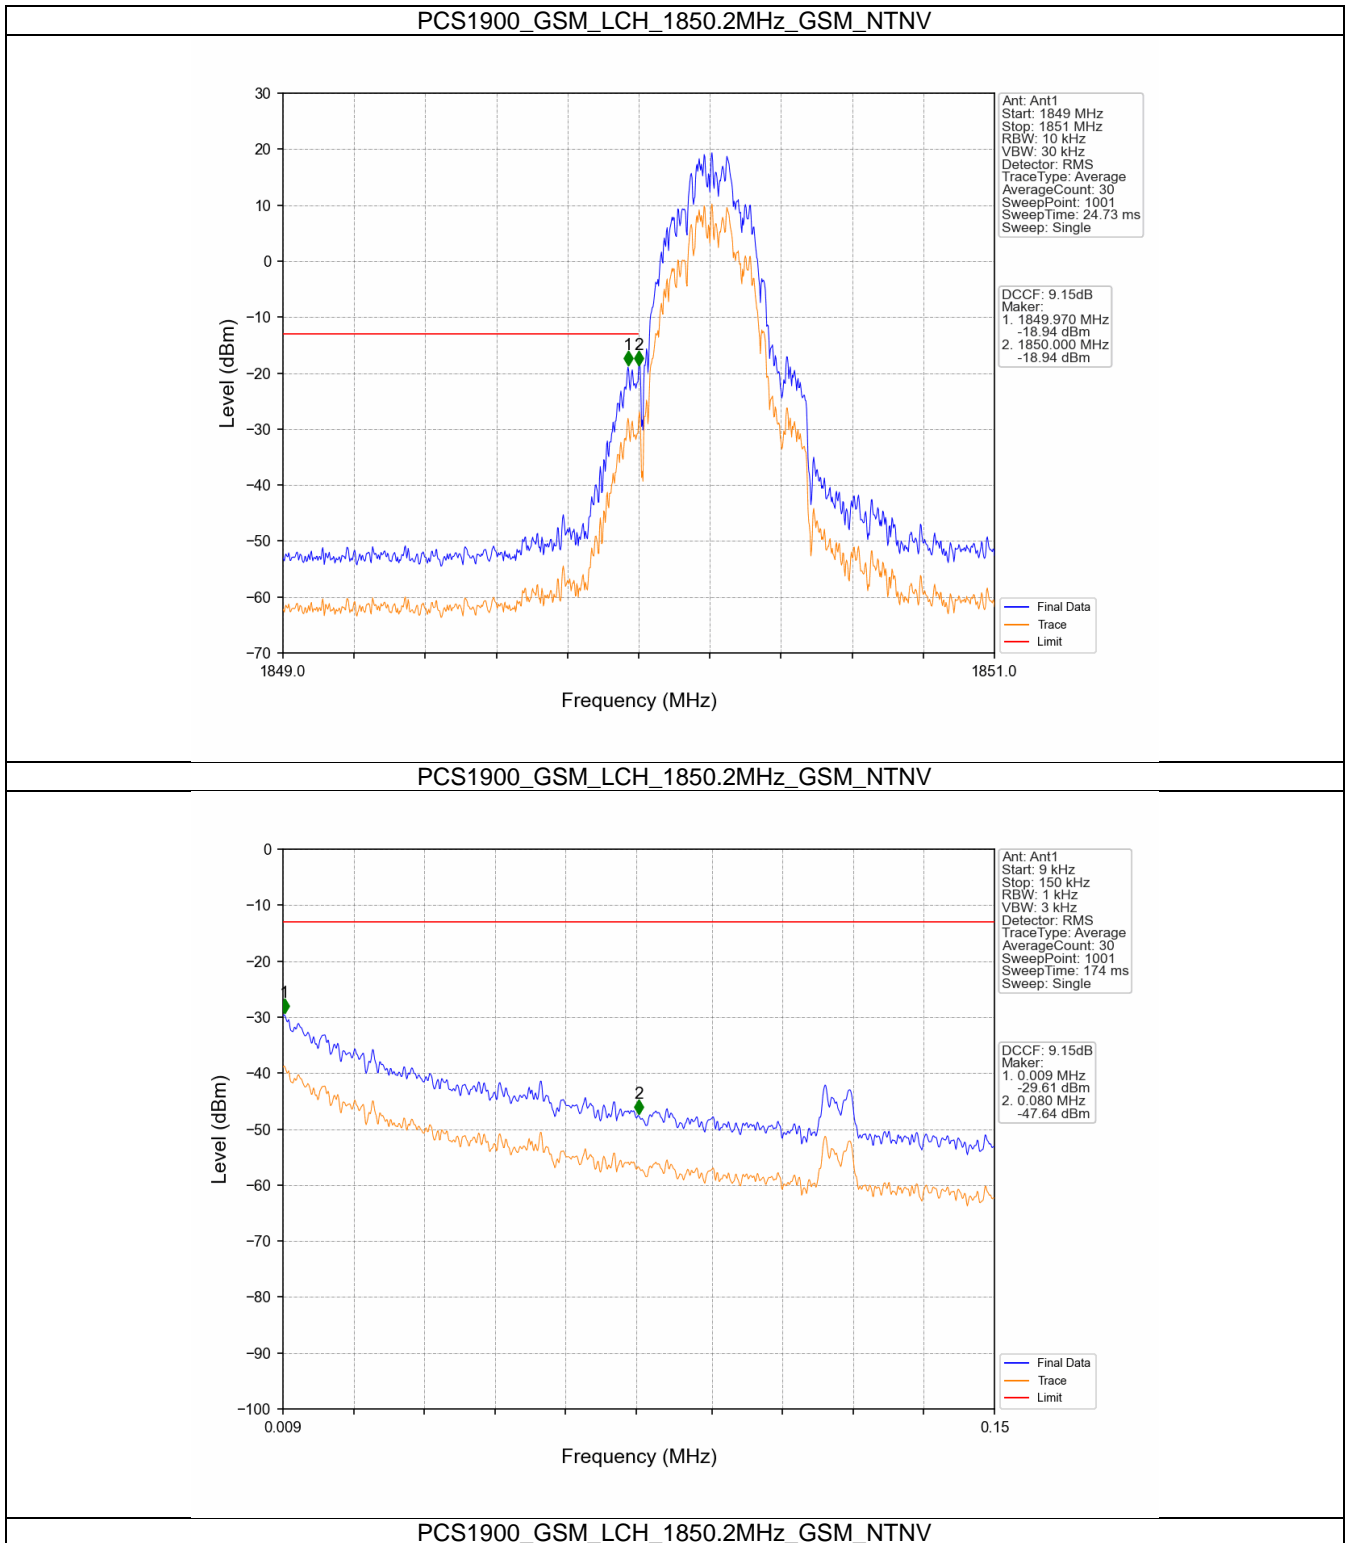 PCS1900_GSM_LCH_1850.2MHz_GSM_NTNV
30
20
10
0
−10
−20
−30
−40
−50
−60
−70
Level (dBm)
1849.0
1851.0
Frequency (MHz)
1
2
Ant: Ant1
Start: 1849 MHz
Stop: 1851 MHz
RBW: 10 kHz
VBW: 30 kHz
Detector: RMS
TraceType: Average
AverageCount: 30
SweepPoint: 1001
SweepTime: 24.73 ms
Sweep: Single
DCCF: 9.15dB
Maker:
1. 1849.970 MHz
-18.94 dBm
2. 1850.000 MHz
-18.94 dBm
Final Data
Trace
Limit
PCS1900_GSM_LCH_1850.2MHz_GSM_NTNV
0
−10
−20
−30
−40
−50
−60
−70
−80
−90
−100
Level (dBm)
0.009
0.15
Frequency (MHz)
1
2
Ant: Ant1
Start: 9 kHz
Stop: 150 kHz
RBW: 1 kHz
VBW: 3 kHz
Detector: RMS
TraceType: Average
AverageCount: 30
SweepPoint: 1001
SweepTime: 174 ms
Sweep: Single
DCCF: 9.15dB
Maker:
1. 0.009 MHz
-29.61 dBm
2. 0.080 MHz
-47.64 dBm
Final Data
Trace
Limit
PCS1900_GSM_LCH_1850.2MHz_GSM_NTNV